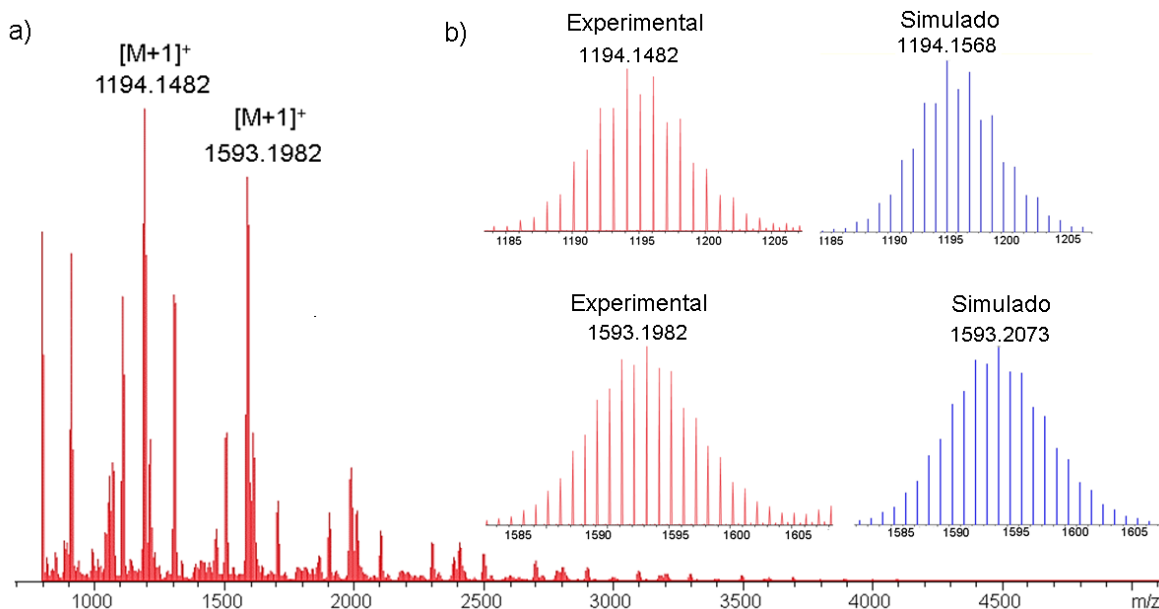 a)
[M+1]⁺
1194.1482
[M+1]⁺
1593.1982
1000 1500 2000 2500 3000 3500 4000 4500 m/z
b)
Experimental
1194.1482
1185 1190 1195 1200 1205
Simulado
1194.1568
1185 1190 1195 1200 1205
Experimental
1593.1982
1585 1590 1595 1600 1605
Simulado
1593.2073
1585 1590 1595 1600 1605